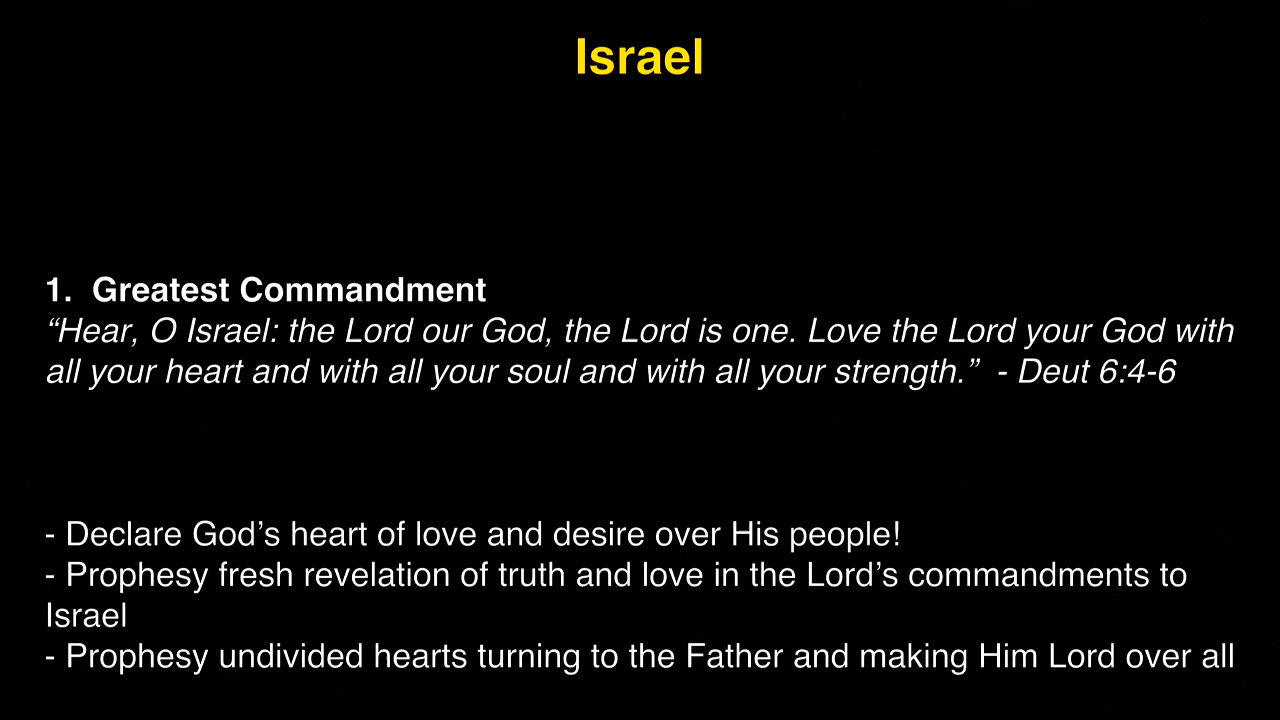 Israel
1. Greatest Commandment
“Hear, O Israel: the Lord our God, the Lord is one. Love the Lord your God with
all your heart and with all your soul and with all your strength.” - Deut 6:4-6
- Declare God’s heart of love and desire over His people!
- Prophesy fresh revelation of truth and love in the Lord’s commandments to
Israel
- Prophesy undivided hearts turning to the Father and making Him Lord over all